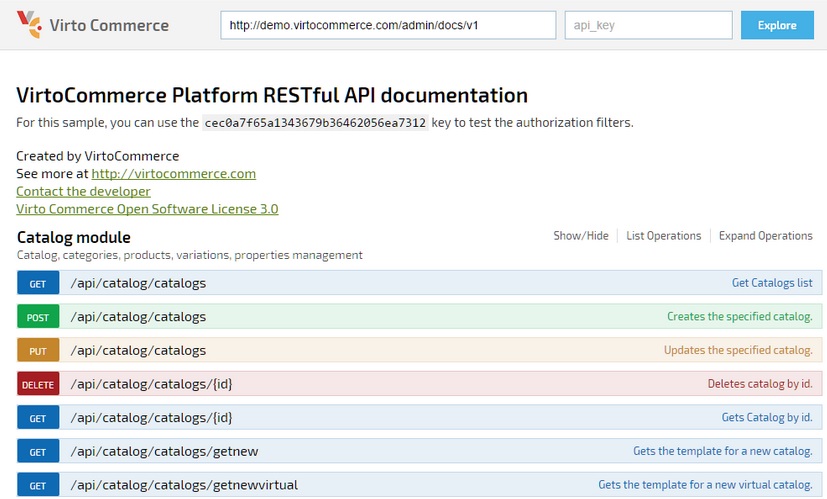 Virto Commerce
http://demo.virtocommerce.com/admin/docs/v1
api_key
Explore
VirtoCommerce Platform RESTful API documentation
For this sample, you can use the cec0a7f65a1343679b36462056ea7312 key to test the authorization filters.
Created by VirtoCommerce
See more at http://virtocommerce.com
Contact the developer
Virto Commerce Open Software License 3.0
Catalog module
Show/Hide List Operations Expand Operations
Catalog, categories, products, variations, properties management
GET /api/catalog/catalogs Get Catalogs list
POST /api/catalog/catalogs Creates the specified catalog.
PUT /api/catalog/catalogs Updates the specified catalog.
DELETE /api/catalog/catalogs/{id} Deletes catalog by id.
GET /api/catalog/catalogs/{id} Gets Catalog by id.
GET /api/catalog/catalogs/getnew Gets the template for a new catalog.
GET /api/catalog/catalogs/getnewvirtual Gets the template for a new virtual catalog.